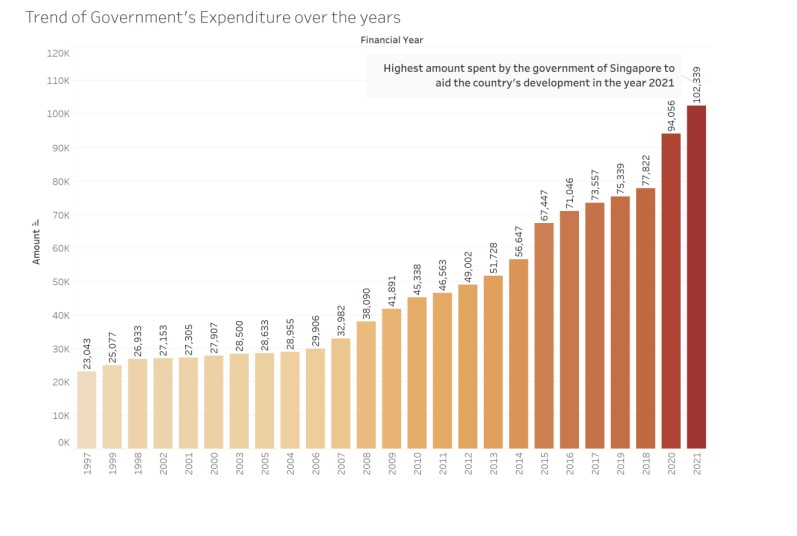 Trend of Government's Expenditure over the years
Financial Year
120K
110K
100K
90K
80K
70K
60K
50K
40K
30K
20K
10K
0K
Amount
Highest amount spent by the government of Singapore to
aid the country's development in the year 2021
23,043
25,077
26,933
27,153
27,305
27,907
28,500
28,633
28,955
29,906
32,982
38,090
41,891
45,338
46,563
49,002
51,728
56,647
67,447
71,046
73,557
75,339
77,822
94,056
102,339
1997
1999
1998
2002
2001
2000
2003
2005
2004
2006
2007
2008
2009
2010
2011
2012
2013
2014
2015
2016
2017
2019
2018
2020
2021